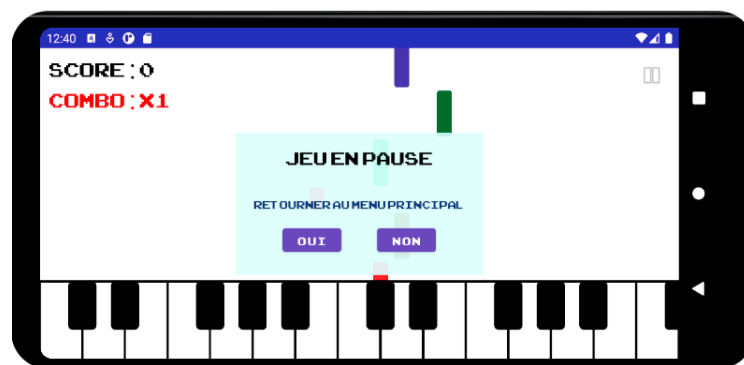 12:40
SCORE:0
COMBO:X1
JEU EN PAUSE
RETOURNER AU MENU PRINCIPAL
OUI NON